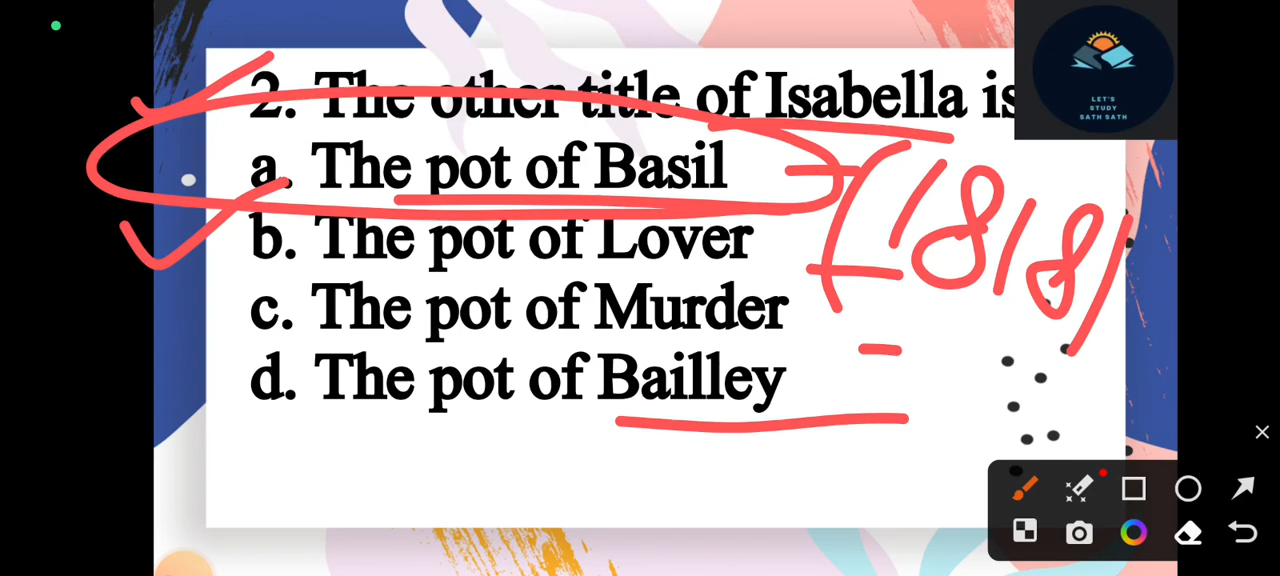 2. The other title of Isabella is
a. The pot of Basil
b. The pot of Lover
c. The pot of Murder
d. The pot of Bailley
(1818)
LET'S
STUDY
SATH SATH